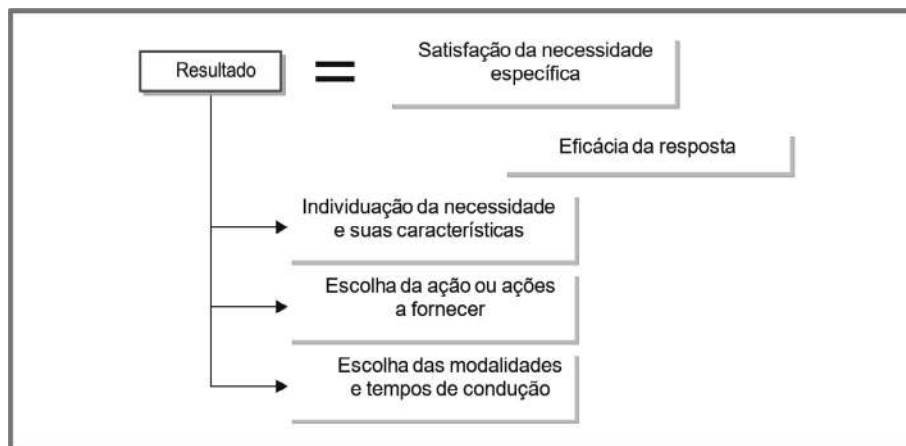 Resultado
=
Satisfação da necessidade
específica
Eficácia da resposta
Individuação da necessidade
e suas características
Escolha da ação ou ações
a fornecer
Escolha das modalidades
e tempos de condução